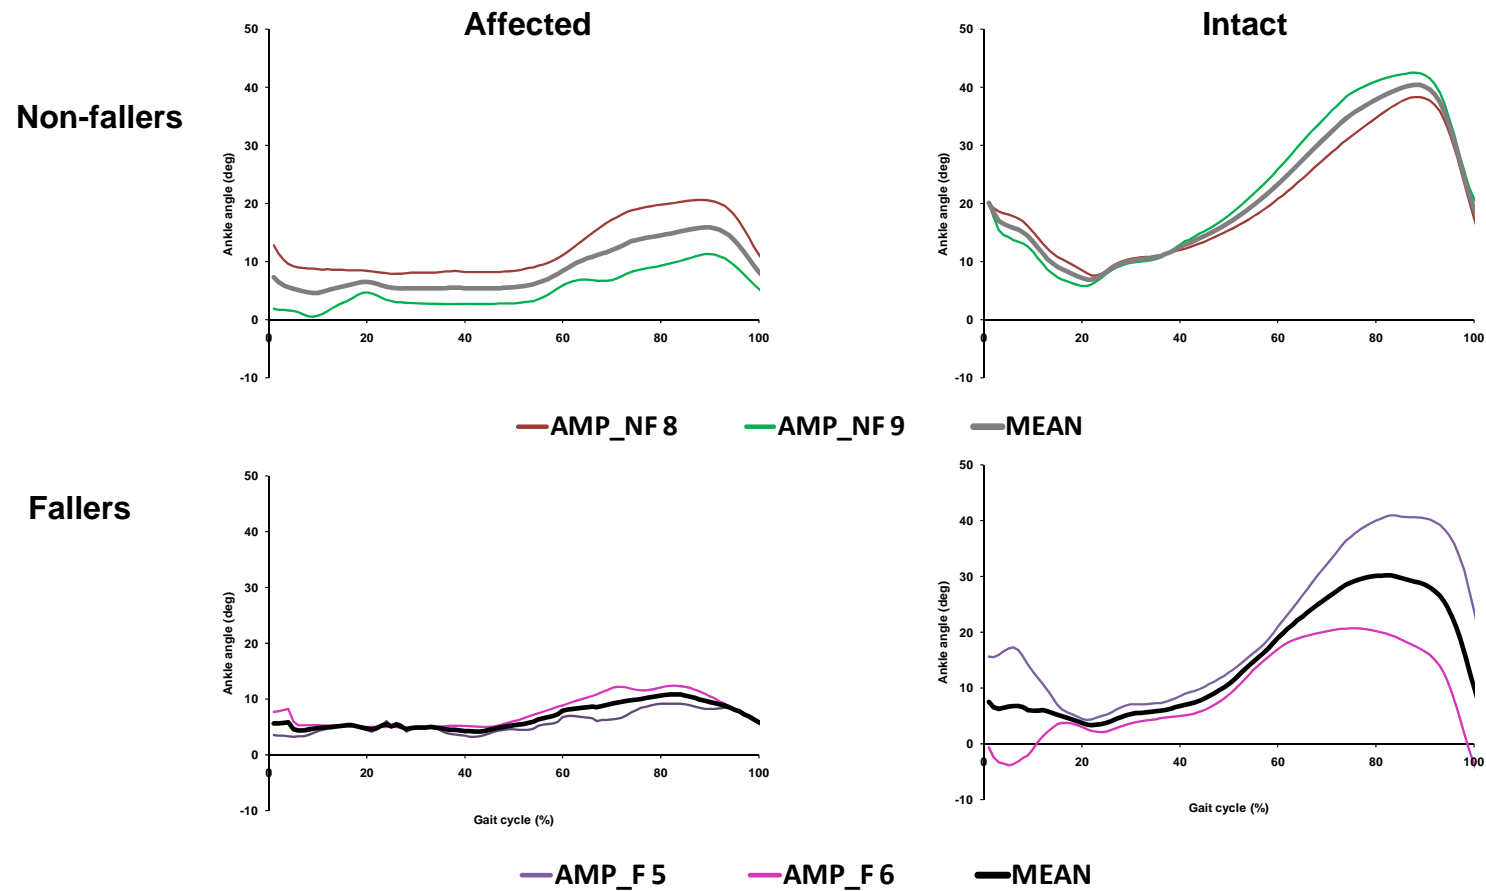 Affected
Intact
Non-fallers
Ankle angle (deg)
50
40
30
20
10
0
-10
0 20 40 60 80 100
Ankle angle (deg)
50
40
30
20
10
0
-10
0 20 40 60 80 100
AMP_NF 8 AMP_NF 9 MEAN
Fallers
Ankle angle (deg)
50
40
30
20
10
0
-10
0 20 40 60 80 100
Gait cycle (%)
Ankle angle (deg)
50
40
30
20
10
0
-10
0 20 40 60 80 100
Gait cycle (%)
AMP_F 5 AMP_F 6 MEAN